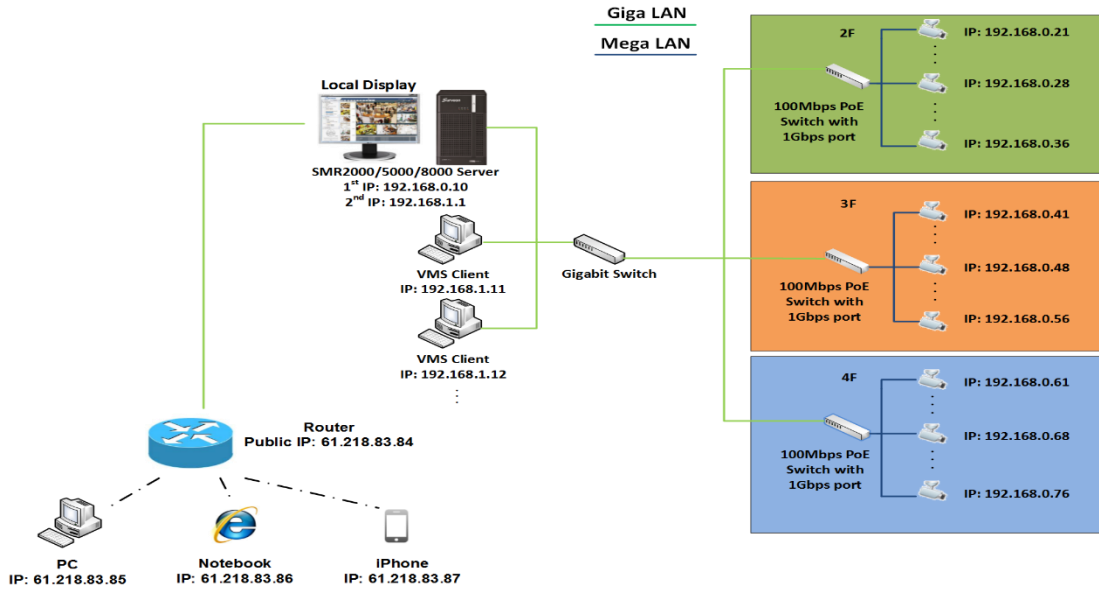 Giga LAN
Mega LAN
Local Display
SMR2000/5000/8000 Server
1st IP: 192.168.0.10
2nd IP: 192.168.1.1
VMS Client
IP: 192.168.1.11
VMS Client
IP: 192.168.1.12
Gigabit Switch
Router
Public IP: 61.218.83.84
PC
IP: 61.218.83.85
Notebook
IP: 61.218.83.86
iPhone
IP: 61.218.83.87
2F
100Mbps PoE
Switch with
1Gbps port
IP: 192.168.0.21
IP: 192.168.0.28
IP: 192.168.0.36
3F
100Mbps PoE
Switch with
1Gbps port
IP: 192.168.0.41
IP: 192.168.0.48
IP: 192.168.0.56
4F
100Mbps PoE
Switch with
1Gbps port
IP: 192.168.0.61
IP: 192.168.0.68
IP: 192.168.0.76